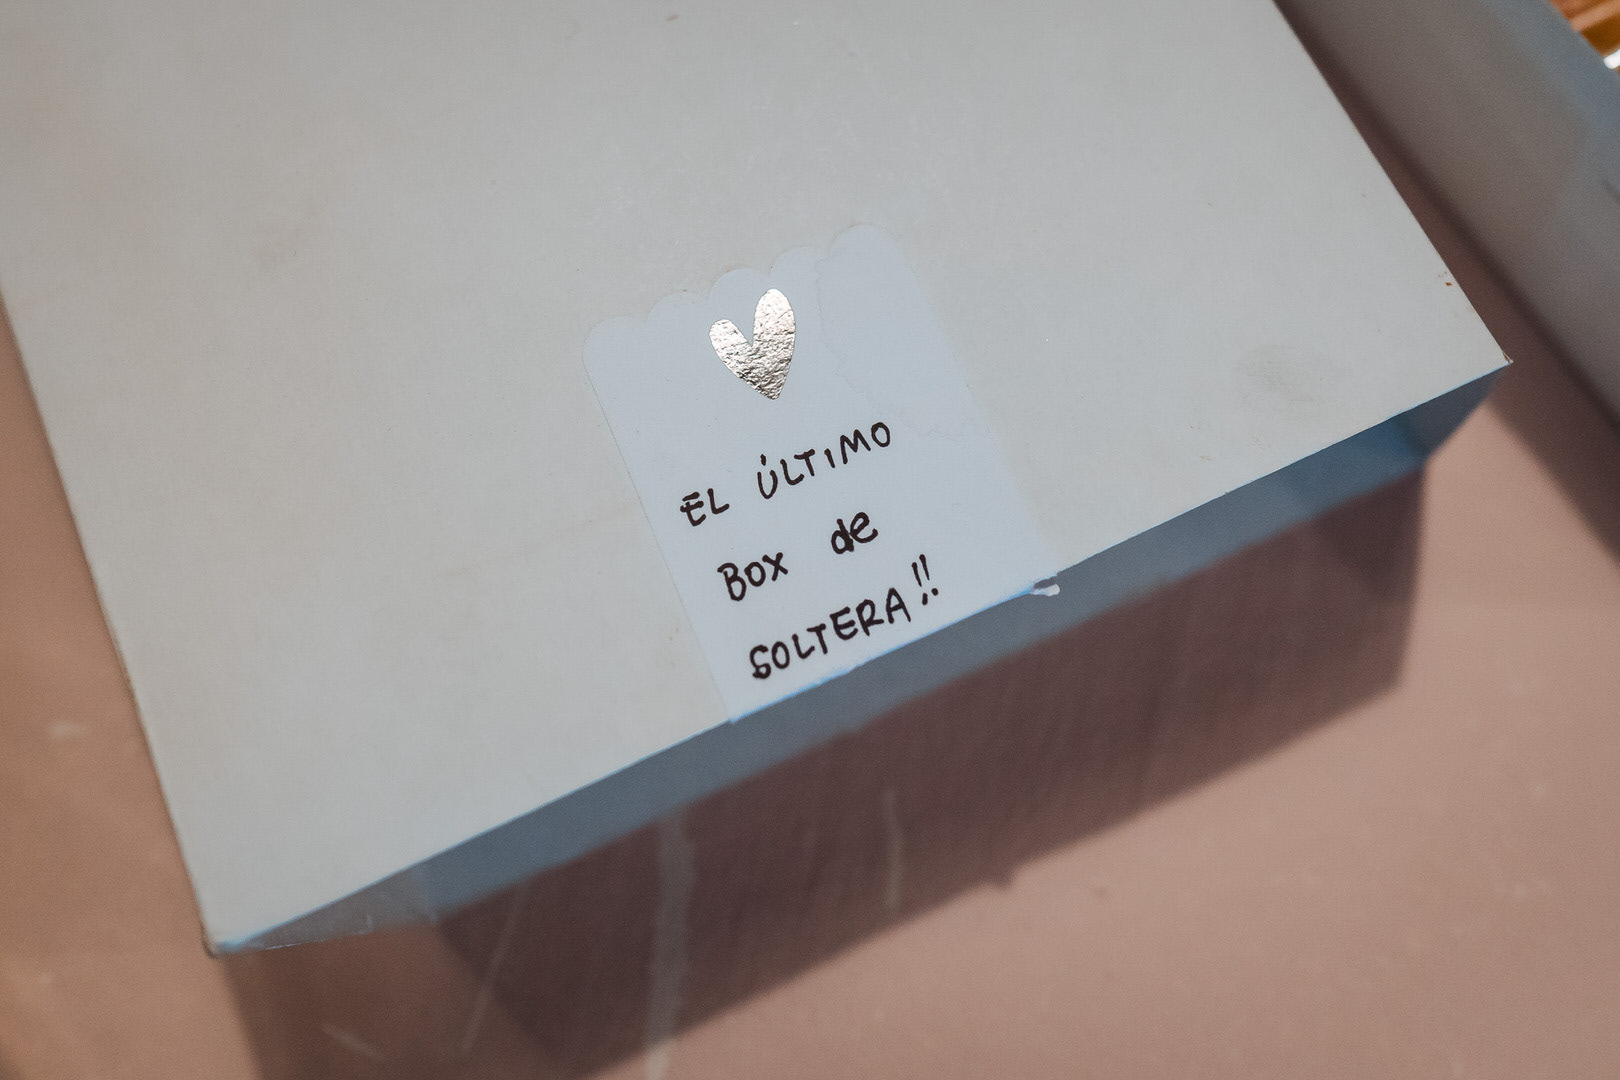 EL ÚLTIMO
Box de
SOLTERA!!